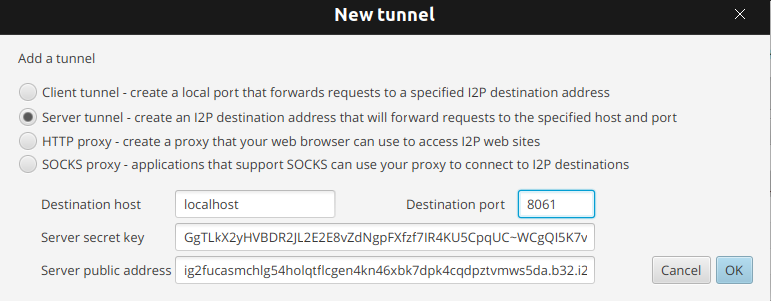 New tunnel
Add a tunnel
Client tunnel - create a local port that forwards requests to a specified I2P destination address
Server tunnel - create an I2P destination address that will forward requests to the specified host and port
HTTP proxy - create a proxy that your web browser can use to access I2P web sites
SOCKS proxy - applications that support SOCKS can use your proxy to connect to I2P destinations
Destination host localhost Destination port 8061
Server secret key GgTLkX2yHVBDR2JL2E2E8vZdNgpFXfzf7IR4KU5CpqUC~WCgQI5K7v
Server public address ig2fucasmchlg54holqtflcgen4kn46xbk7dpk4cqdpztvmws5da.b32.i2 Cancel OK